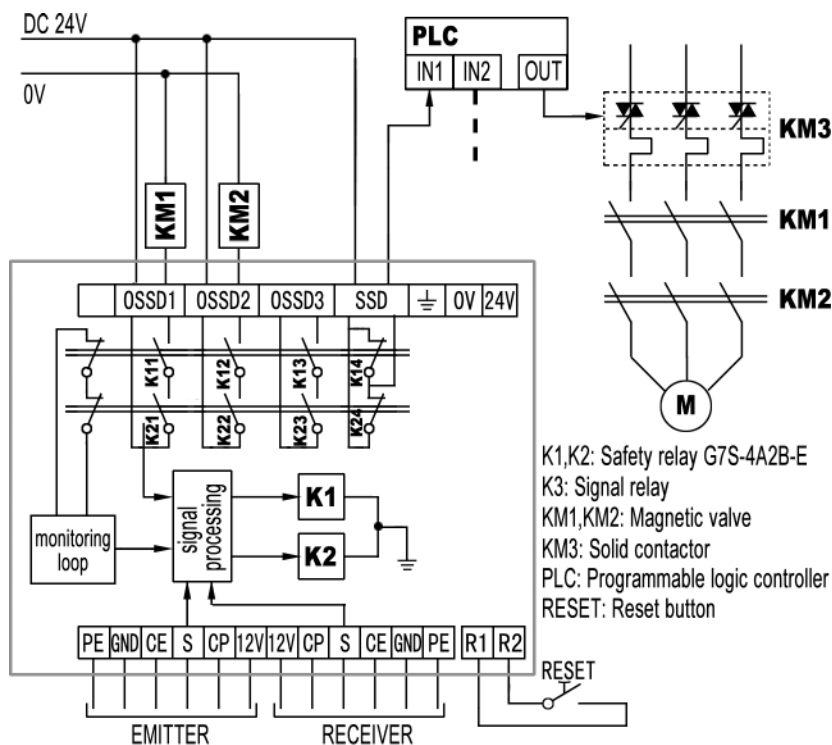 DC 24V
0V
PLC
IN1 IN2 OUT
KM3
KM1
KM2
M
KM1 KM2
OSSD1 OSSD2 OSSD3 SSD 0V 24V
K11 K12 K13 K14
K21 K22 K23 K24
monitoring
loop
signal
processing
K1
K2
K1,K2: Safety relay G7S-4A2B-E
K3: Signal relay
KM1,KM2: Magnetic valve
KM3: Solid contactor
PLC: Programmable logic controller
RESET: Reset button
PE GND CE S CP 12V 12V CP S CE GND PE R1 R2
RESET
EMITTER RECEIVER